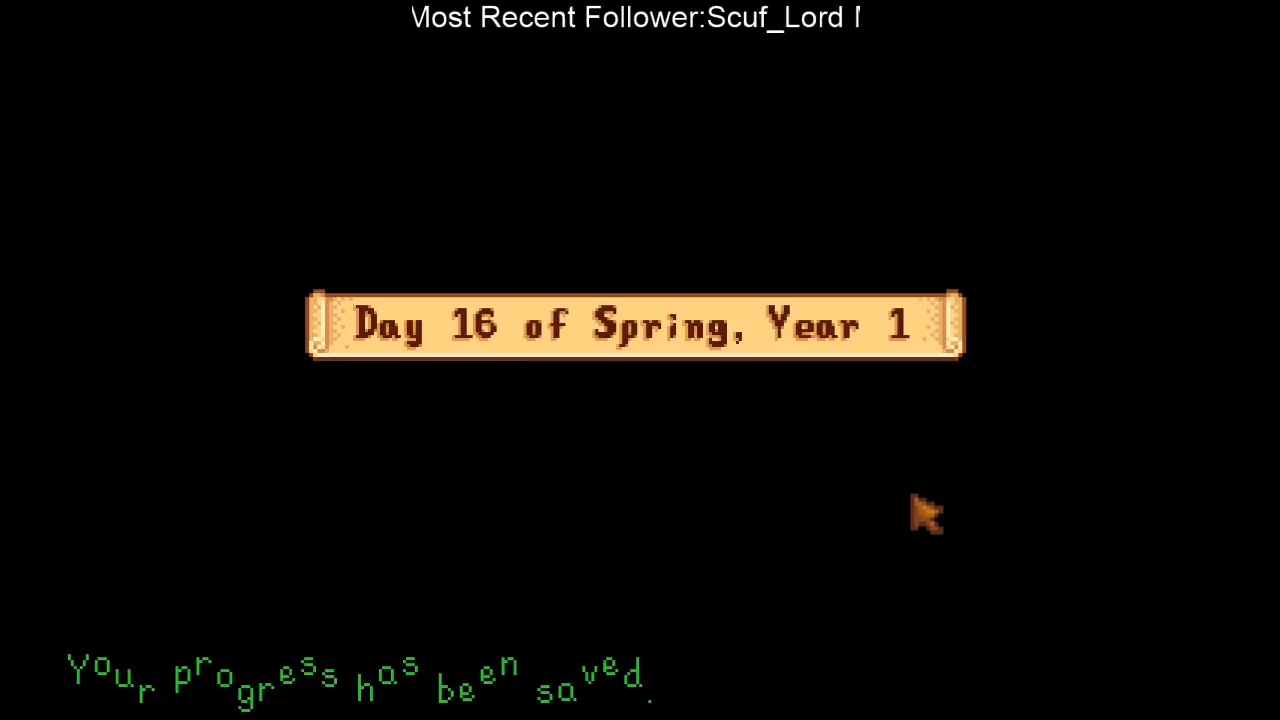 Most Recent Follower:Scuf_Lord
Day 16 of Spring, Year 1
Your progress has been saved.